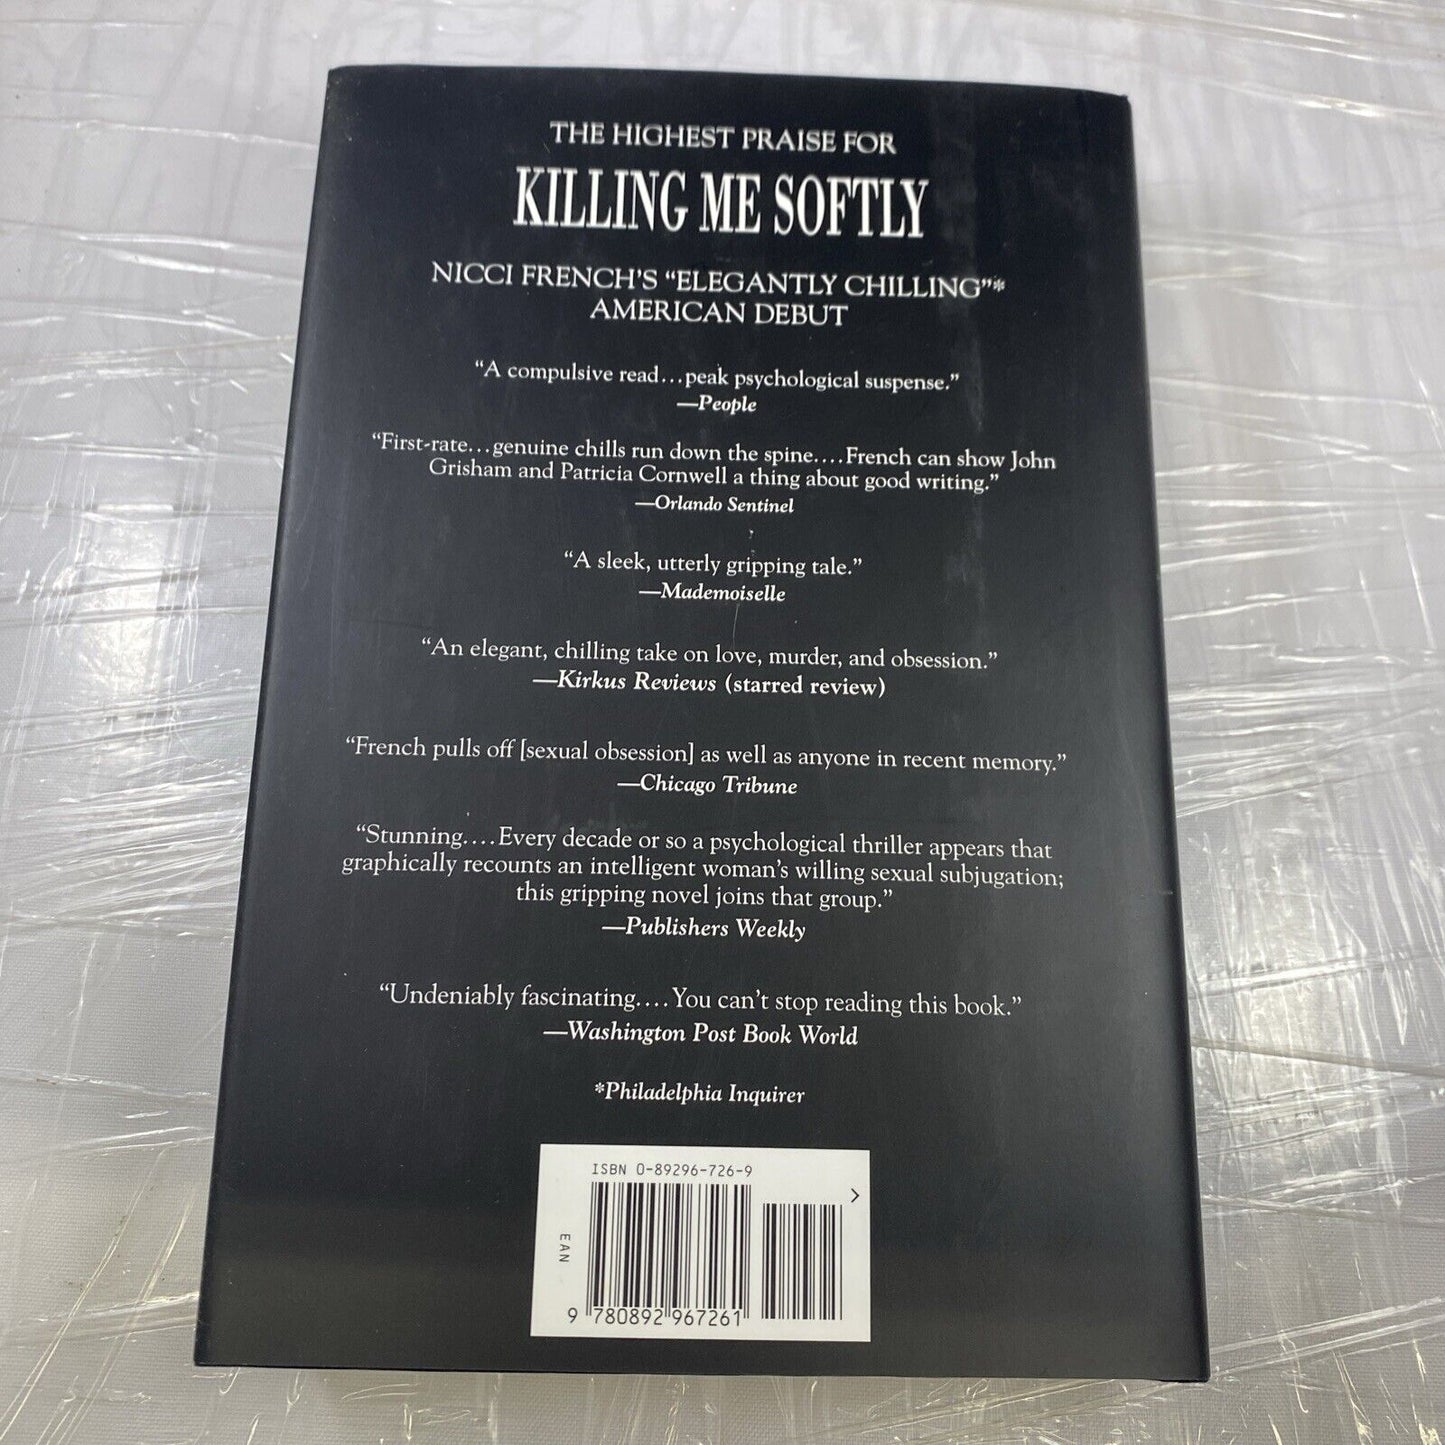 THE HIGHEST PRAISE FOR
KILLING ME SOFTLY
NICCI FRENCH'S “ELEGANTLY CHILLING”*
AMERICAN DEBUT
“A compulsive read...peak psychological suspense.”
—People
“First-rate...genuine chills run down the spine....French can show John
Grisham and Patricia Cornwell a thing about good writing.”
—Orlando Sentinel
“A sleek, utterly gripping tale.”
—Mademoiselle
“An elegant, chilling take on love, murder, and obsession.”
—Kirkus Reviews (starred review)
“French pulls off [sexual obsession] as well as anyone in recent memory.”
—Chicago Tribune
“Stunning....Every decade or so a psychological thriller appears that
graphically recounts an intelligent woman's willing sexual subjugation;
this gripping novel joins that group.”
—Publishers Weekly
“Undeniably fascinating....You can't stop reading this book.”
—Washington Post Book World
*Philadelphia Inquirer
ISBN 0-89296-726-9
>
EAN
9 780892 967261